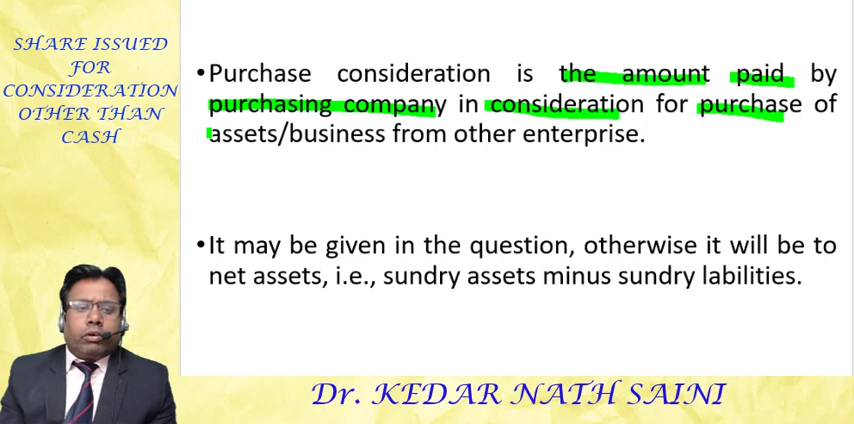 SHARE ISSUED
FOR
CONSIDERATION
OTHER THAN
CASH
•Purchase consideration is the amount paid by
purchasing company in consideration for purchase of
assets/business from other enterprise.
•It may be given in the question, otherwise it will be to
net assets, i.e., sundry assets minus sundry labilities.
Dr. KEDAR NATH SAINI